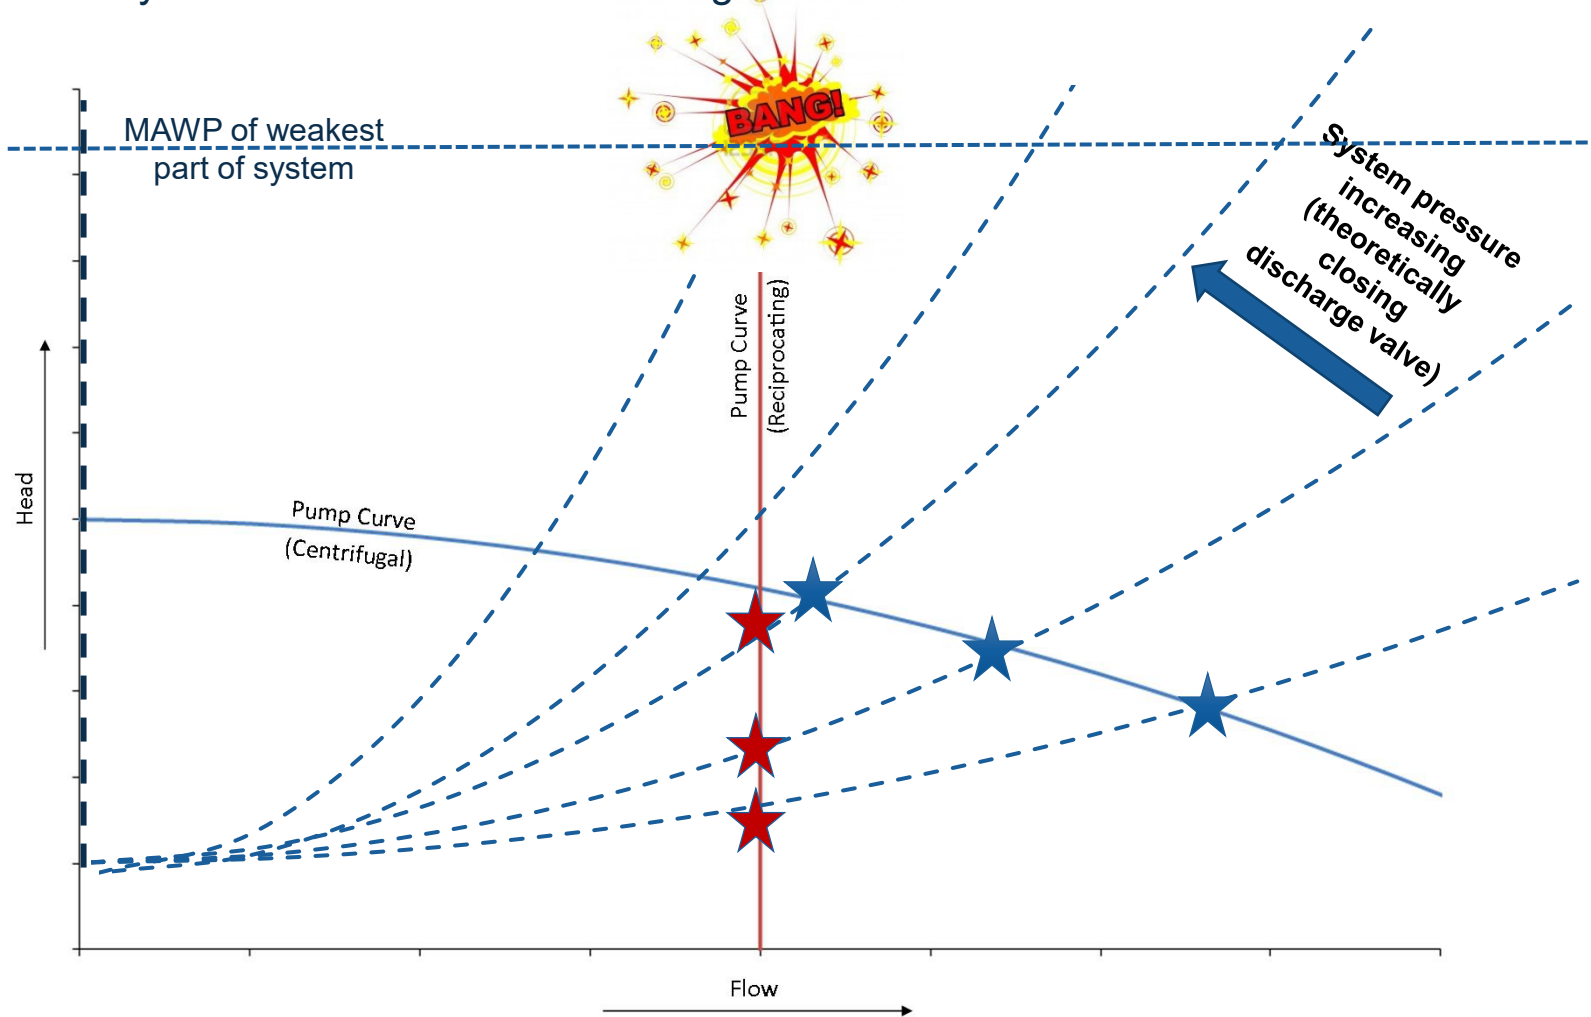 BANG!
MAWP of weakest
part of system
System pressure
increasing
(theoretically
closing
discharge valve)
Pump Curve
(Reciprocating)
Head
Pump Curve
(Centrifugal)
Flow